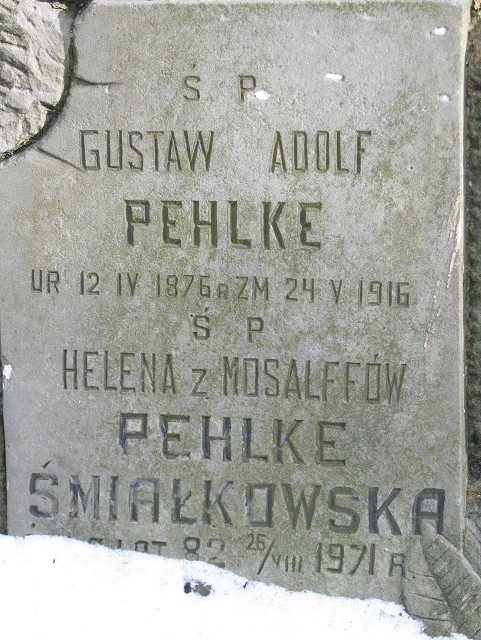 Ś P
GUSTAW ADOLF
PEHLKE
UR 12 IV 1876 R ZM 24 V 1916
Ś P
HELENA Z MOSALFFÓW
PEHLKE
ŚMIAŁKOWSKA
LAT 82 26/VIII 1971 R